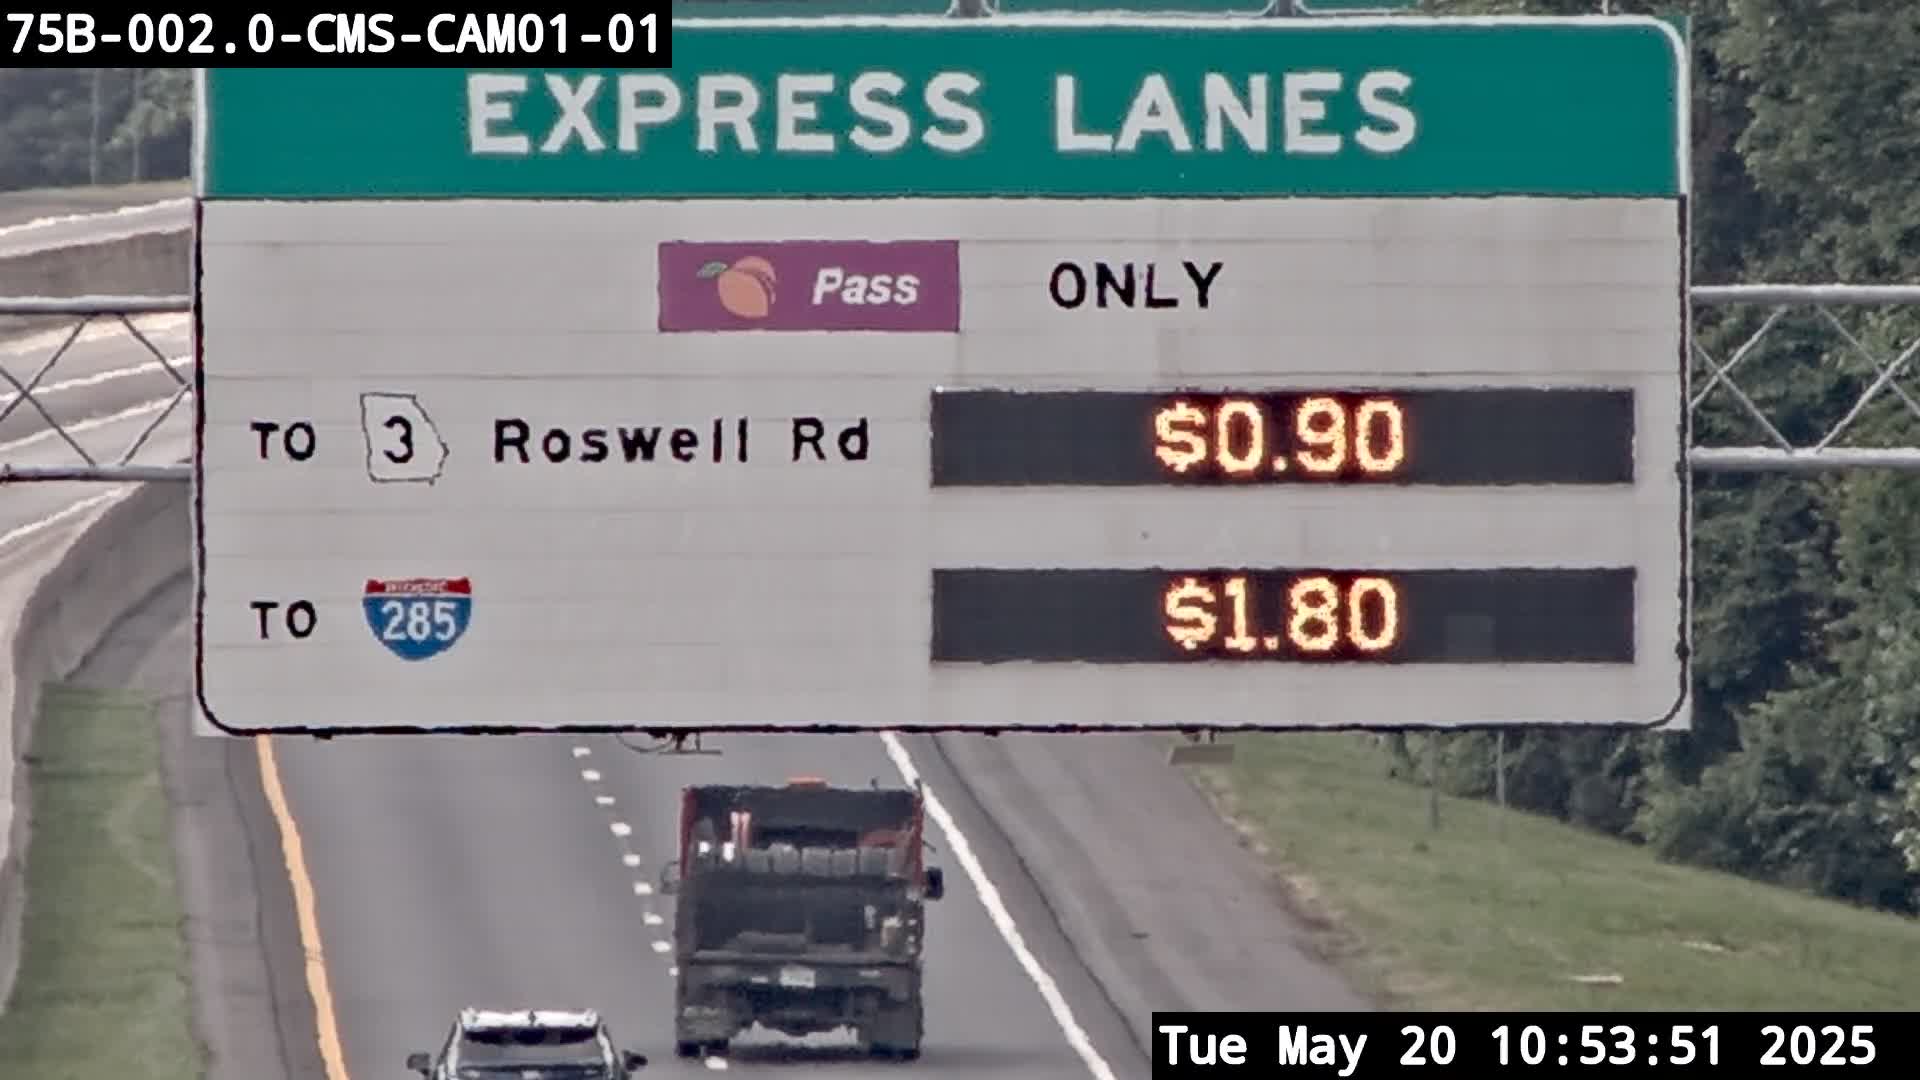 75B-002.0-CMS-CAM01-01
EXPRESS LANES
Pass ONLY
TO 3 Roswell Rd $0.90
INTERSTATE
TO 285 $1.80
Tue May 20 10:53:51 2025